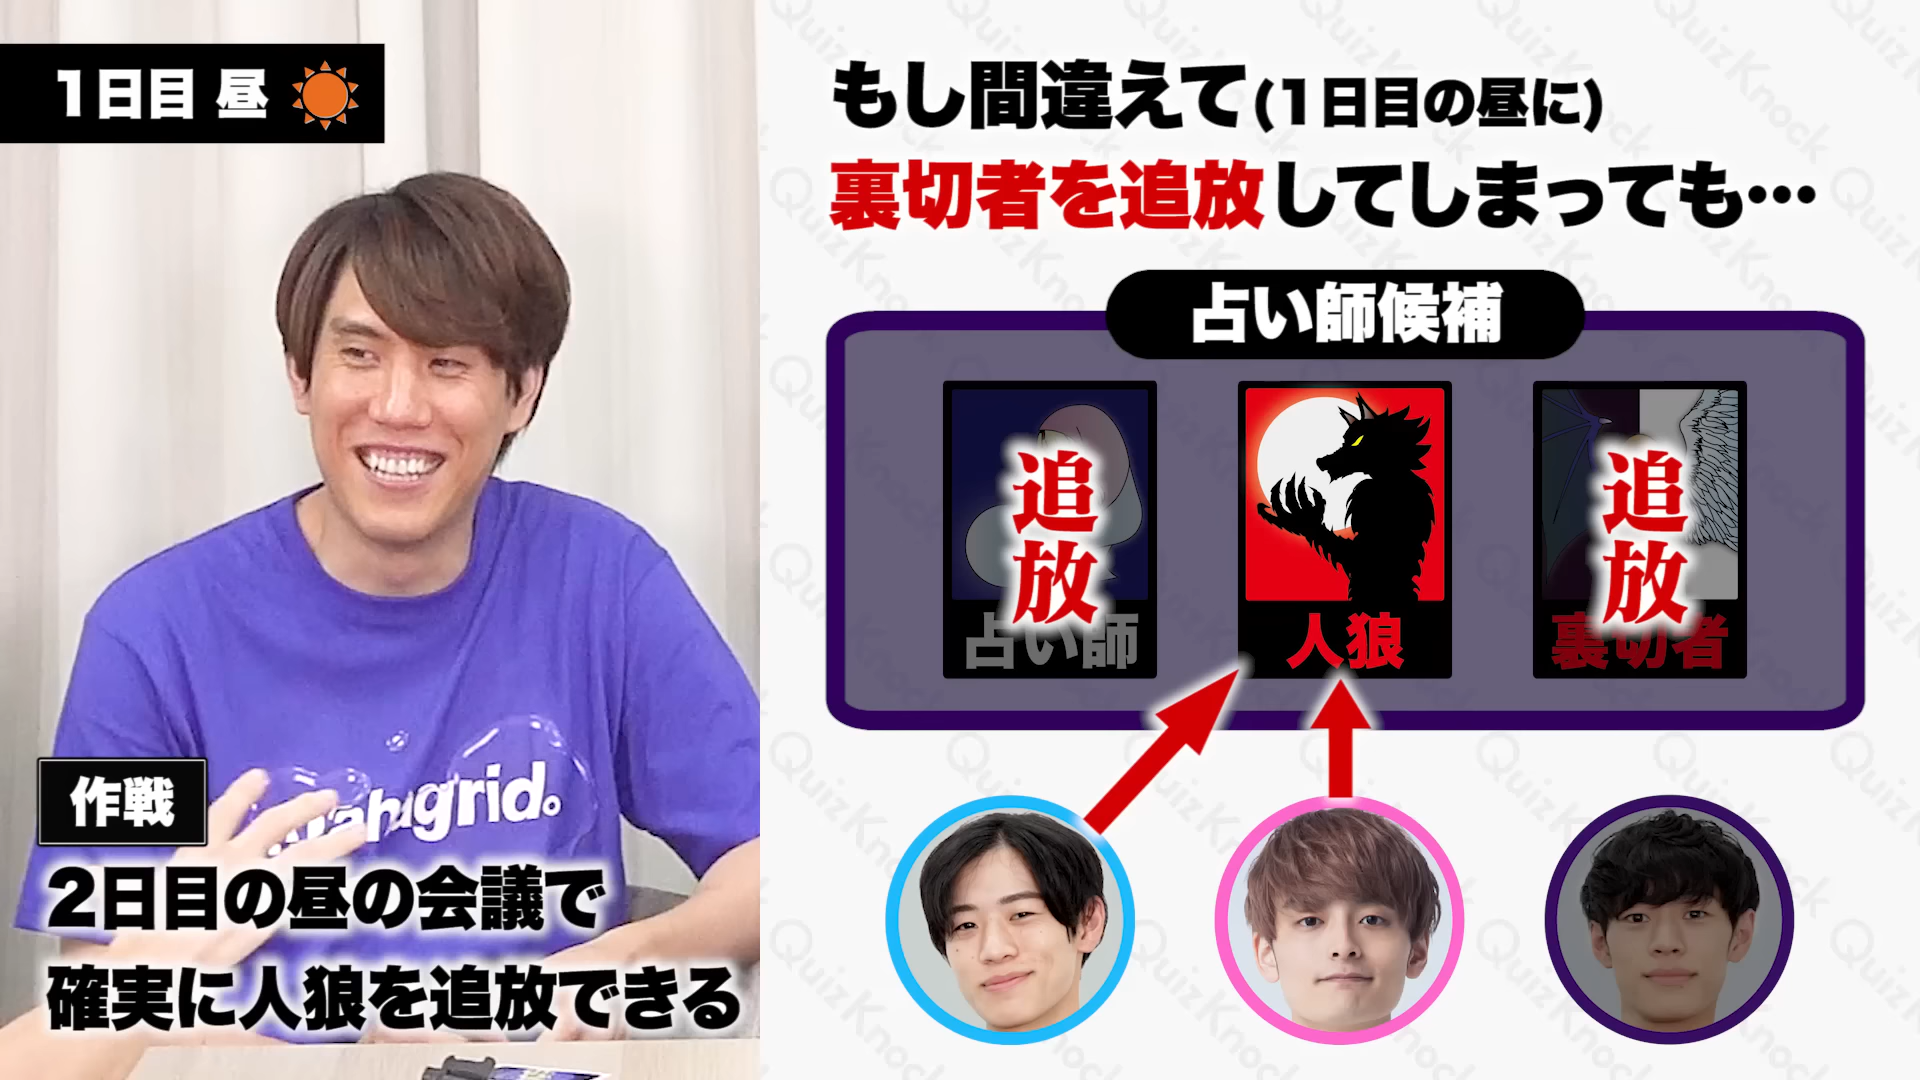 1日目 昼
もし間違えて(1日目の昼に)
裏切者を追放してしまっても…
占い師候補
追放
占い師
人狼
追放
裏切者
作戦
2日目の昼の会議で
確実に人狼を追放できる
QuizKnock